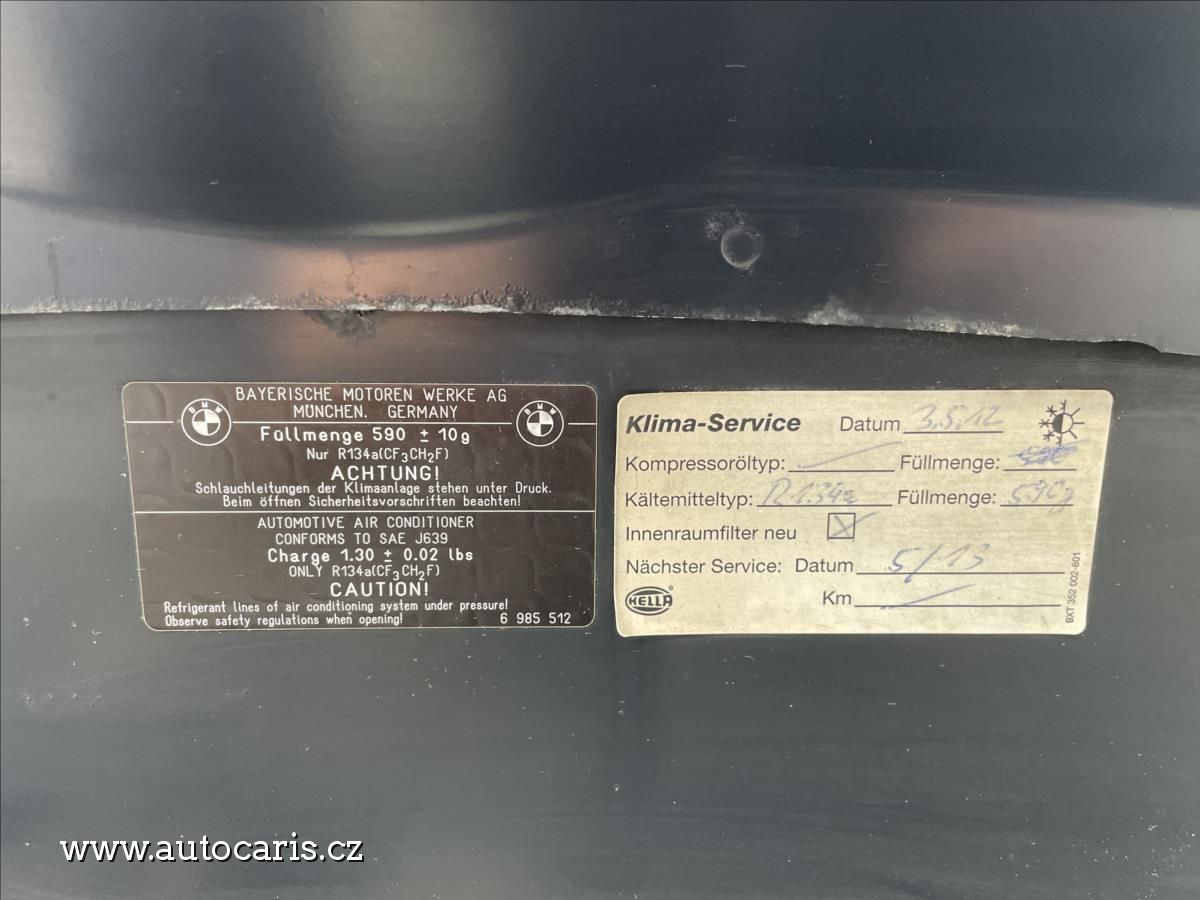 BAYERISCHE MOTOREN WERKE AG
MÜNCHEN. GERMANY
BMW
BMW
Füllmenge 590 ± 10g
Nur R134a(CF3CH2F)
ACHTUNG!
Schlauchleitungen der Klimaanlage stehen unter Druck.
Beim öffnen Sicherheitsvorschriften beachten!
AUTOMOTIVE AIR CONDITIONER
CONFORMS TO SAE J639
Charge 1.30 ± 0.02 lbs
ONLY R134a(CF3CH2F)
CAUTION!
Refrigerant lines of air conditioning system under pressure!
Observe safety regulations when opening! 6 985 512
Klima-Service Datum 3.5.12
Kompressoröltyp: Füllmenge:
Kältemitteltyp: R134a Füllmenge: 590g
Innenraumfilter neu
Nächster Service: Datum 5/13
Km
HELLA
9XT 352 002-801
www.autocaris.cz